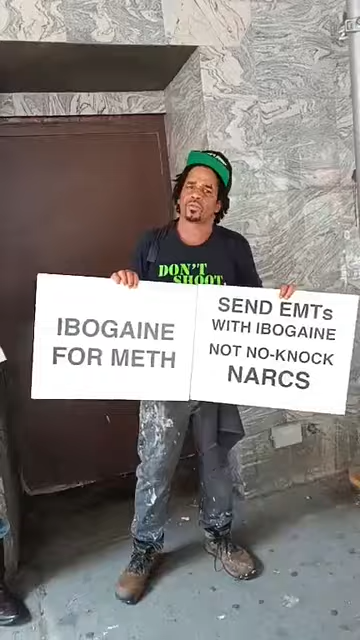 DON'T
SHOOT
IBOGAINE
FOR METH
SEND EMTs
WITH IBOGAINE
NOT NO-KNOCK
NARCS